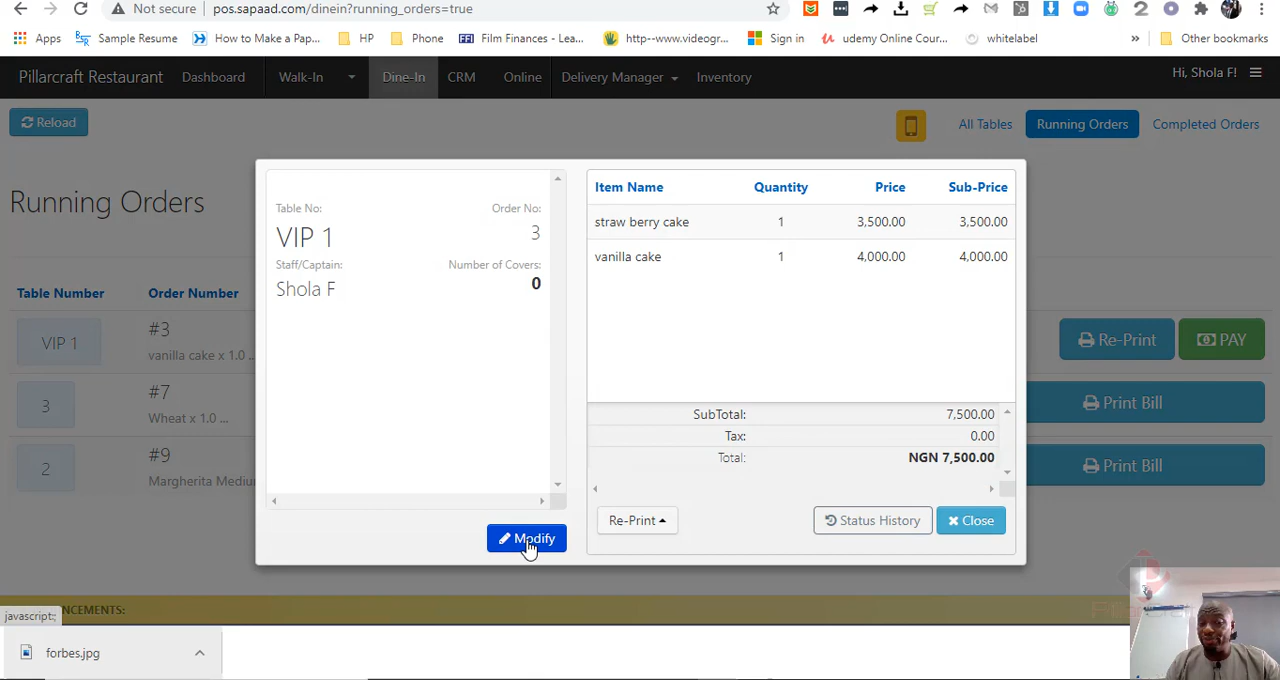 Not secure | pos.sapaad.com/dinein?running_orders=true
Apps Sample Resume How to Make a Pap... HP Phone FFI Film Finances - Lea... http--www.videogr... Sign in udemy Online Cour... whitelabel » Other bookmarks
Pillarcraft Restaurant Dashboard Walk-In Dine-In CRM Online Delivery Manager Inventory Hi, Shola F!
Reload All Tables Running Orders Completed Orders
Running Orders
Table Number Order Number
VIP 1 #3 Re-Print PAY
vanilla cake x 1.0 ...
3 #7 Print Bill
Wheat x 1.0 ...
2 #9 Print Bill
Margherita Mediu
Table No: Order No:
VIP 1 3
Staff/Captain: Number of Covers:
Shola F 0
Modify
Item Name Quantity Price Sub-Price
straw berry cake 1 3,500.00 3,500.00
vanilla cake 1 4,000.00 4,000.00
SubTotal: 7,500.00
Tax: 0.00
Total: NGN 7,500.00
Re-Print Status History Close
NCEMENTS:
javascript:;
forbes.jpg